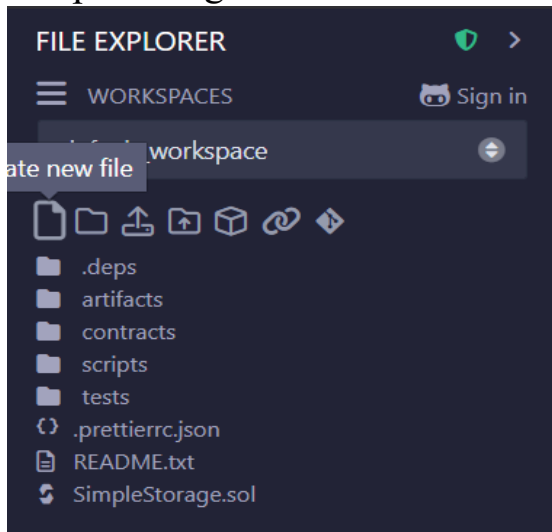 FILE EXPLORER
WORKSPACES
Sign in
workspace
ate new file
.deps
artifacts
contracts
scripts
tests
.prettierrc.json
README.txt
SimpleStorage.sol